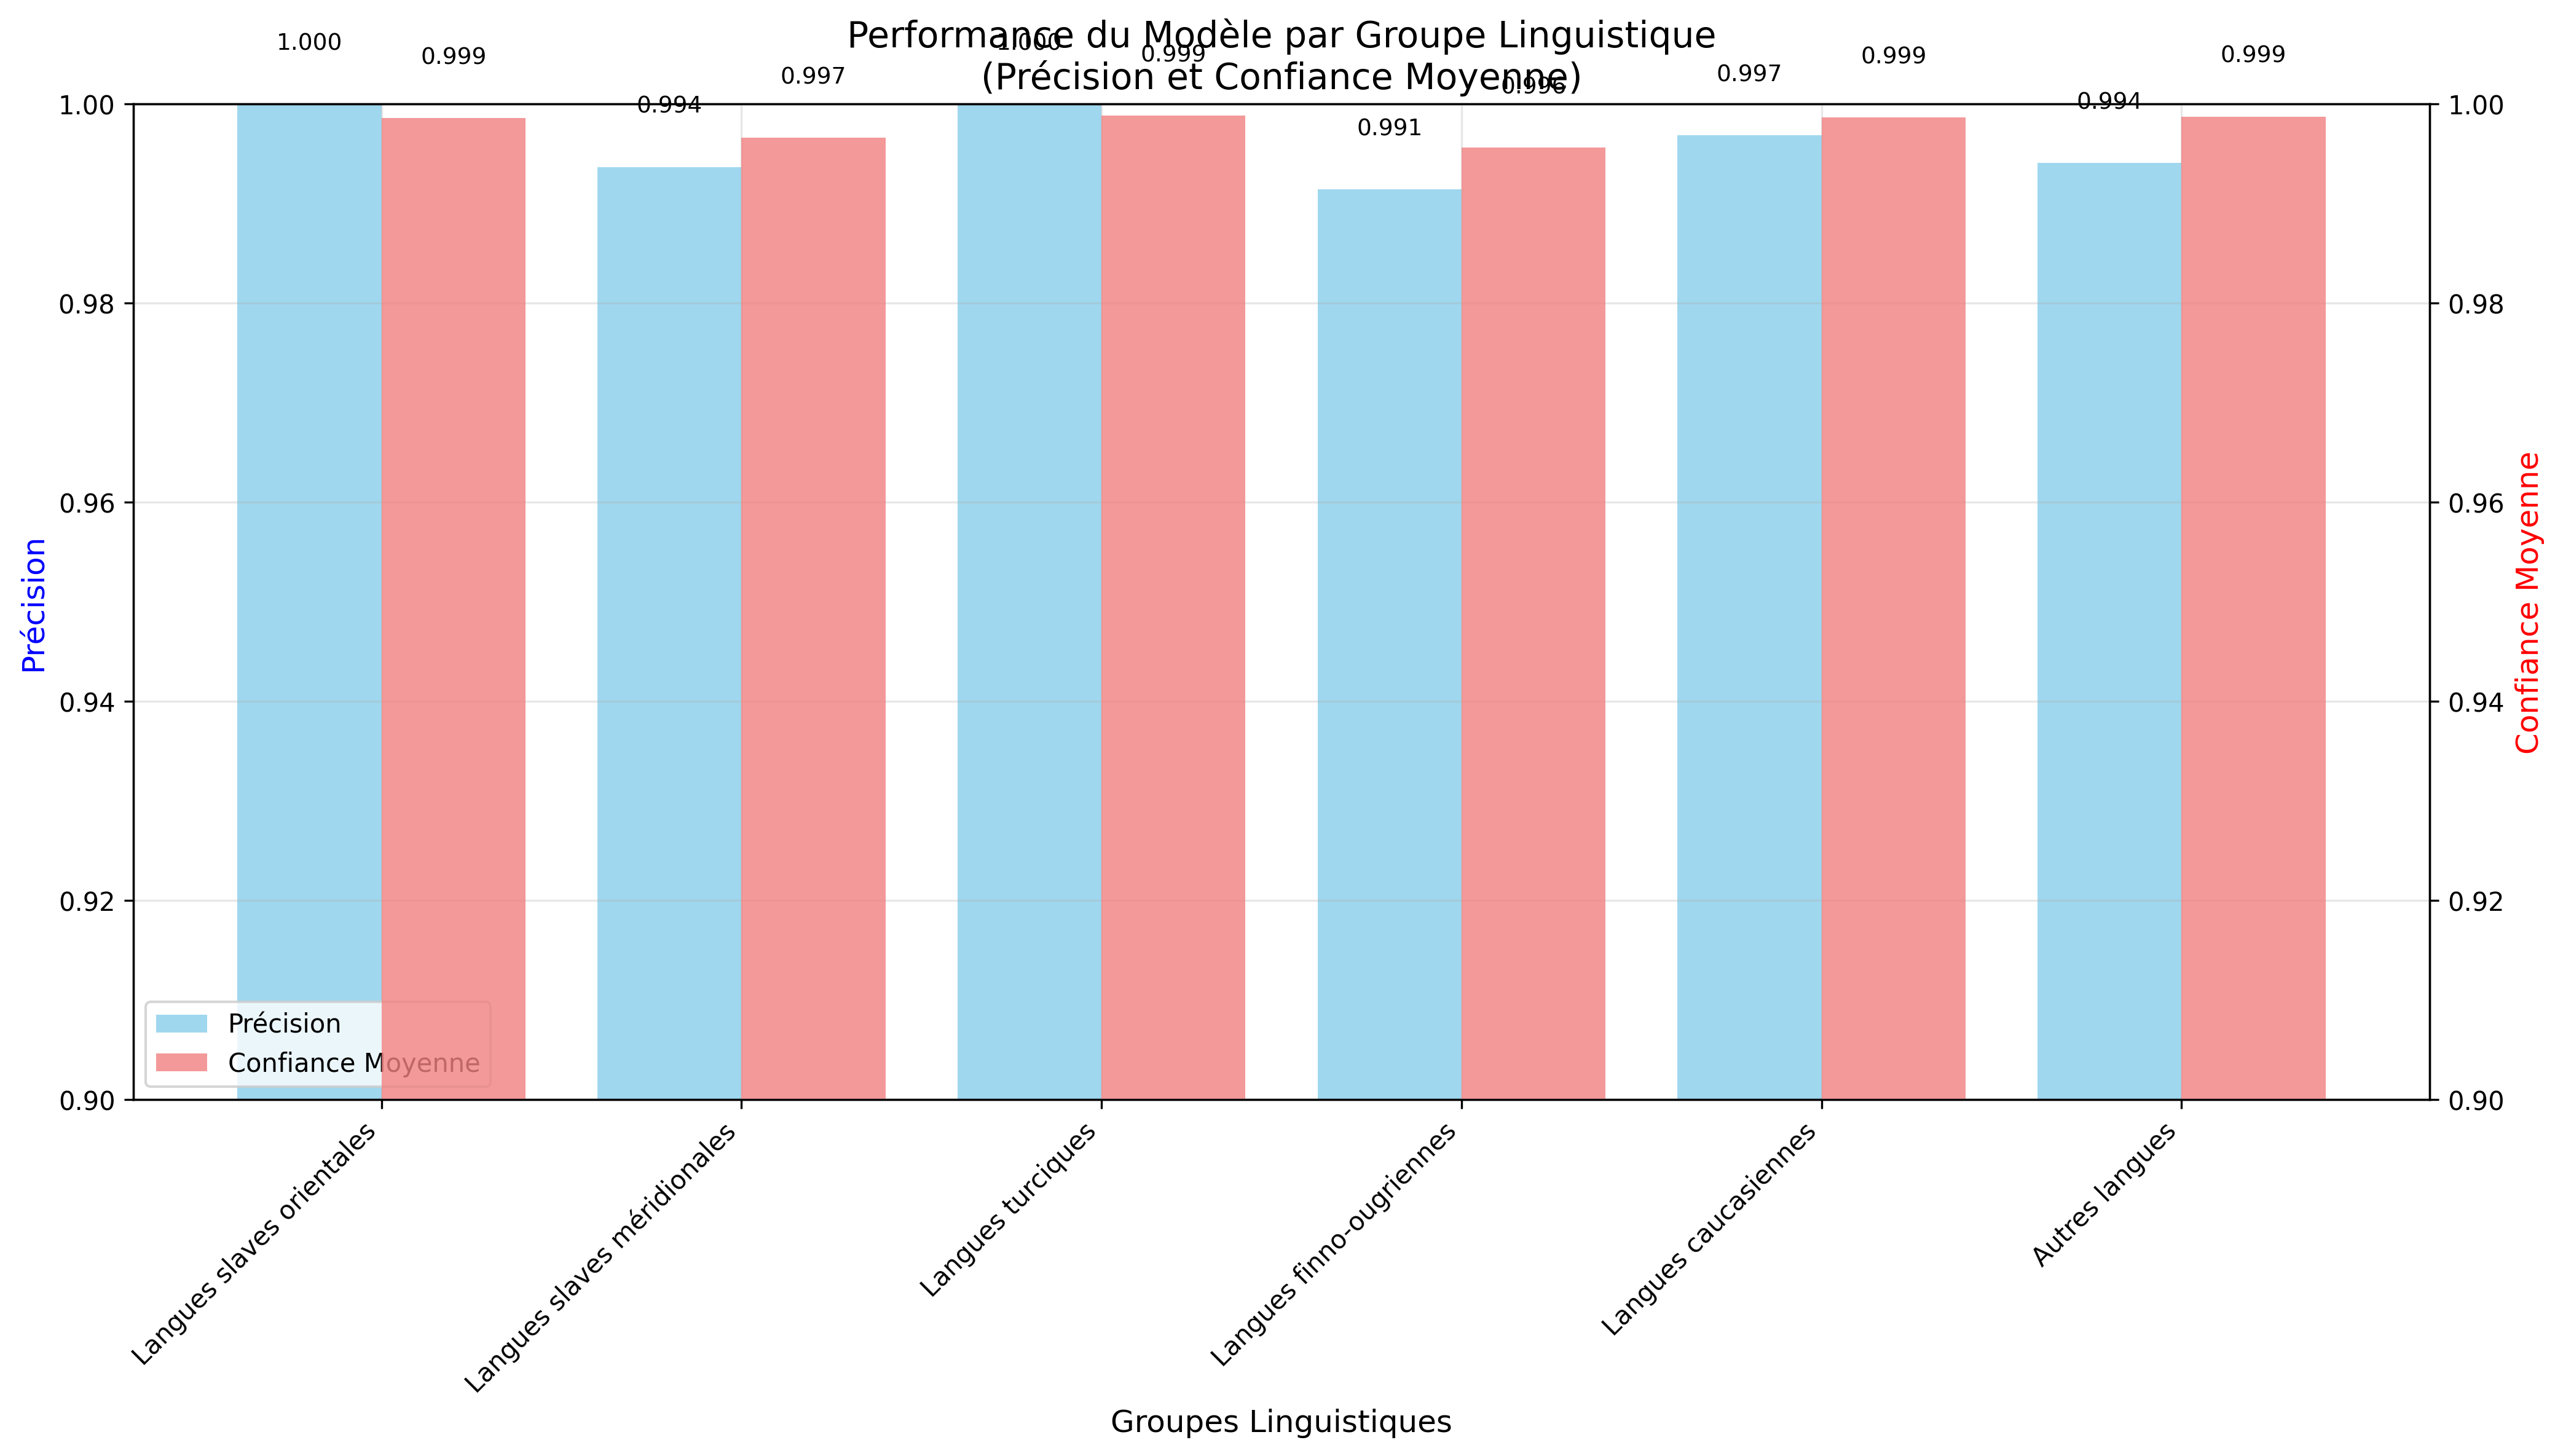 Performance du Modèle par Groupe Linguistique
(Précision et Confiance Moyenne)
1.000
0.999
0.994
0.997
1.000
0.999
0.991
0.996
0.997
0.999
0.994
0.999
1.00
0.98
0.96
0.94
0.92
0.90
Précision
1.00
0.98
0.96
0.94
0.92
0.90
Confiance Moyenne
Précision
Confiance Moyenne
Langues slaves orientales
Langues slaves méridionales
Langues turciques
Langues finno-ougriennes
Langues caucasiennes
Autres langues
Groupes Linguistiques